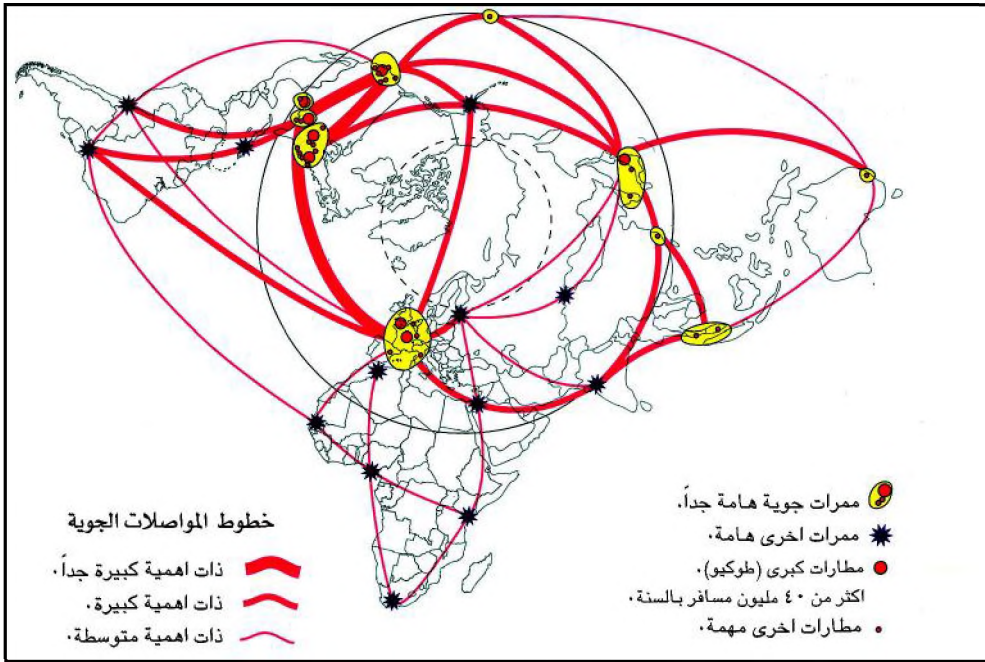 خطوط المواصلات الجوية
ذات اهمية كبيرة جداً.
ذات اهمية كبيرة.
ذات اهمية متوسطة.
ممرات جوية هامة جداً.
ممرات اخرى هامة.
مطارات كبرى (طوكيو).
اكثر من ٤٠ مليون مسافر بالسنة.
مطارات اخرى مهمة.